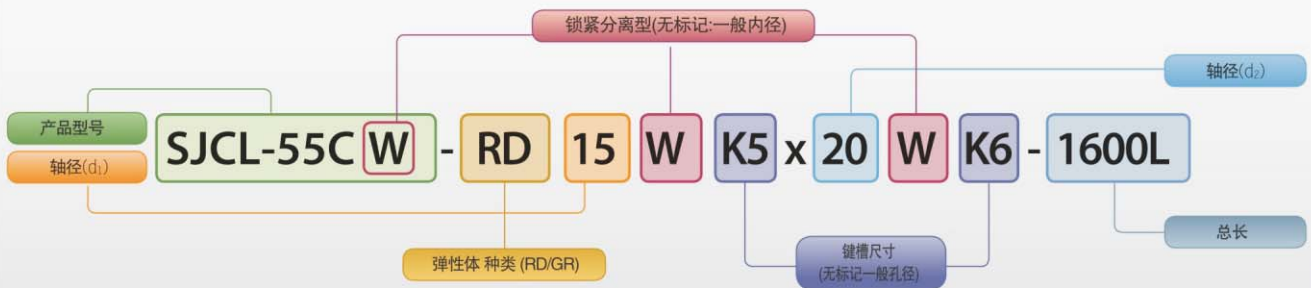 锁紧分离型(无标记:一般内径)
轴径(d₂)
产品型号
轴径(d₁)
SJCL-55C W - RD 15 W K5 x 20 W K6 - 1600L
弹性体 种类 (RD/GR)
键槽尺寸
(无标记一般孔径)
总长